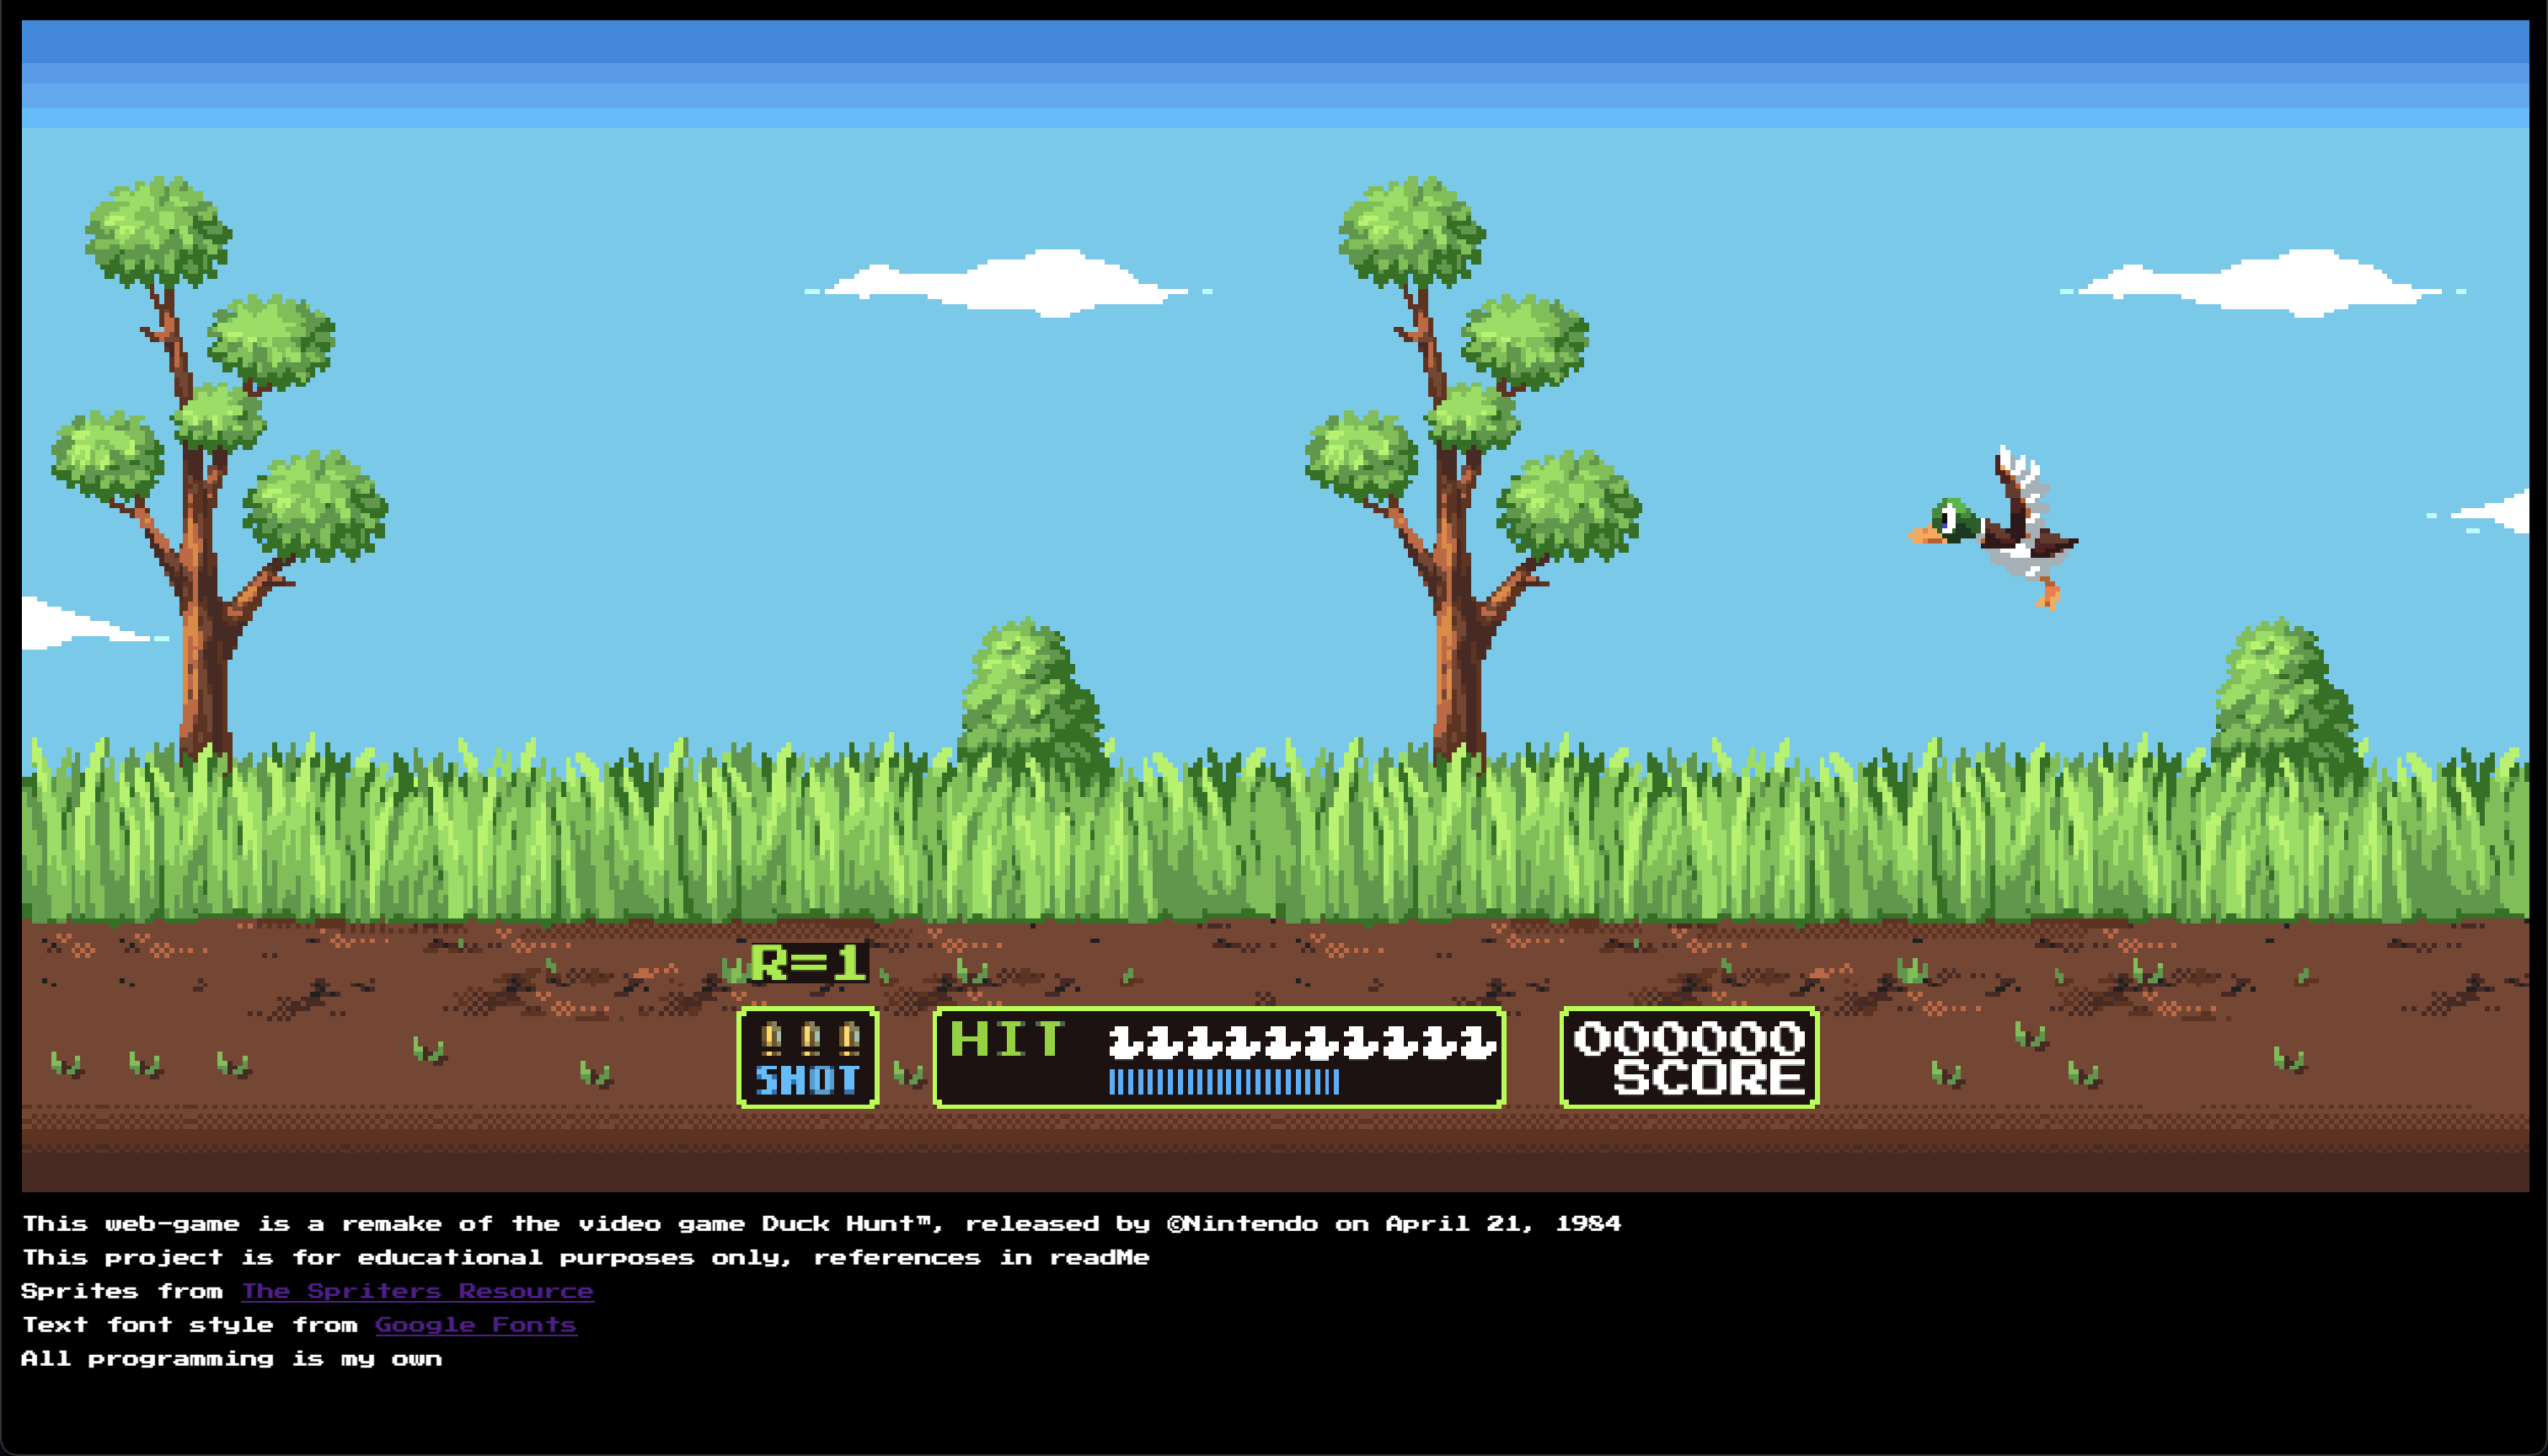 R=1
SHOT
HIT
000000
SCORE
This web-game is a remake of the video game Duck Hunt™, released by ©Nintendo on April 21, 1984
This project is for educational purposes only, references in readMe
Sprites from The Spriters Resource
Text font style from Google Fonts
All programming is my own